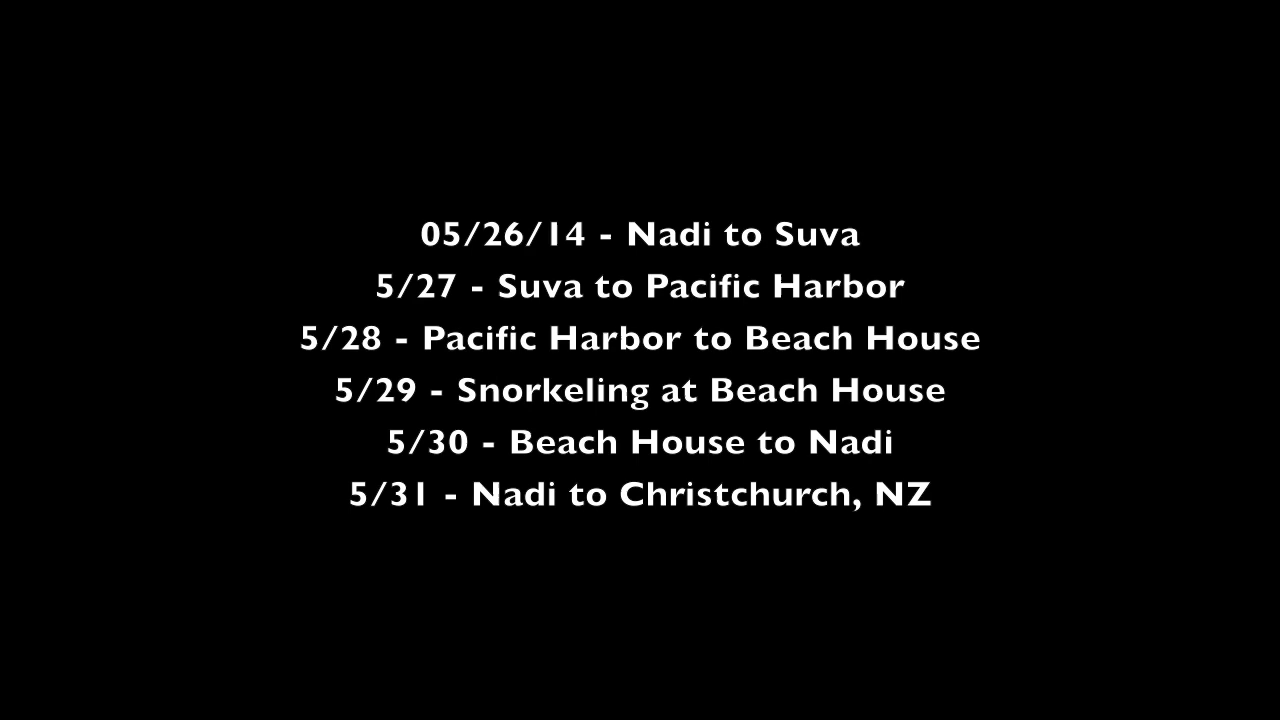 05/26/14 - Nadi to Suva
5/27 - Suva to Pacific Harbor
5/28 - Pacific Harbor to Beach House
5/29 - Snorkeling at Beach House
5/30 - Beach House to Nadi
5/31 - Nadi to Christchurch, NZ